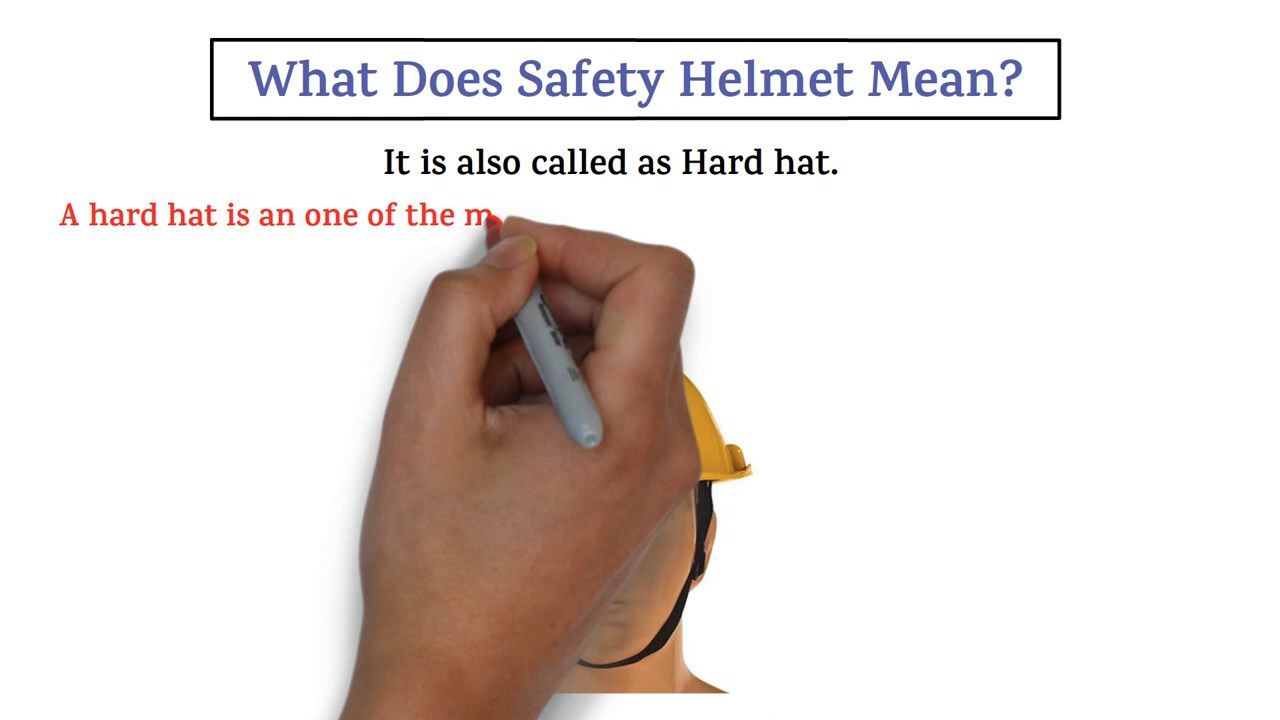 What Does Safety Helmet Mean?
It is also called as Hard hat.
A hard hat is an one of the m